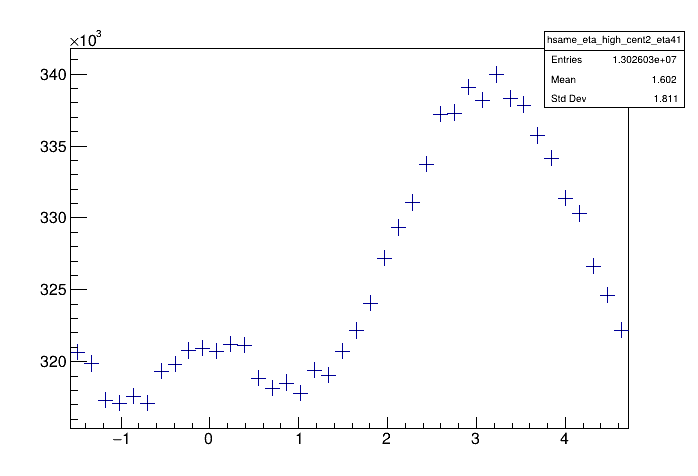 ×10³
hsame_eta_high_cent2_eta41
Entries 1.302603e+07
Mean 1.602
Std Dev 1.811
340
335
330
325
320
−1 0 1 2 3 4